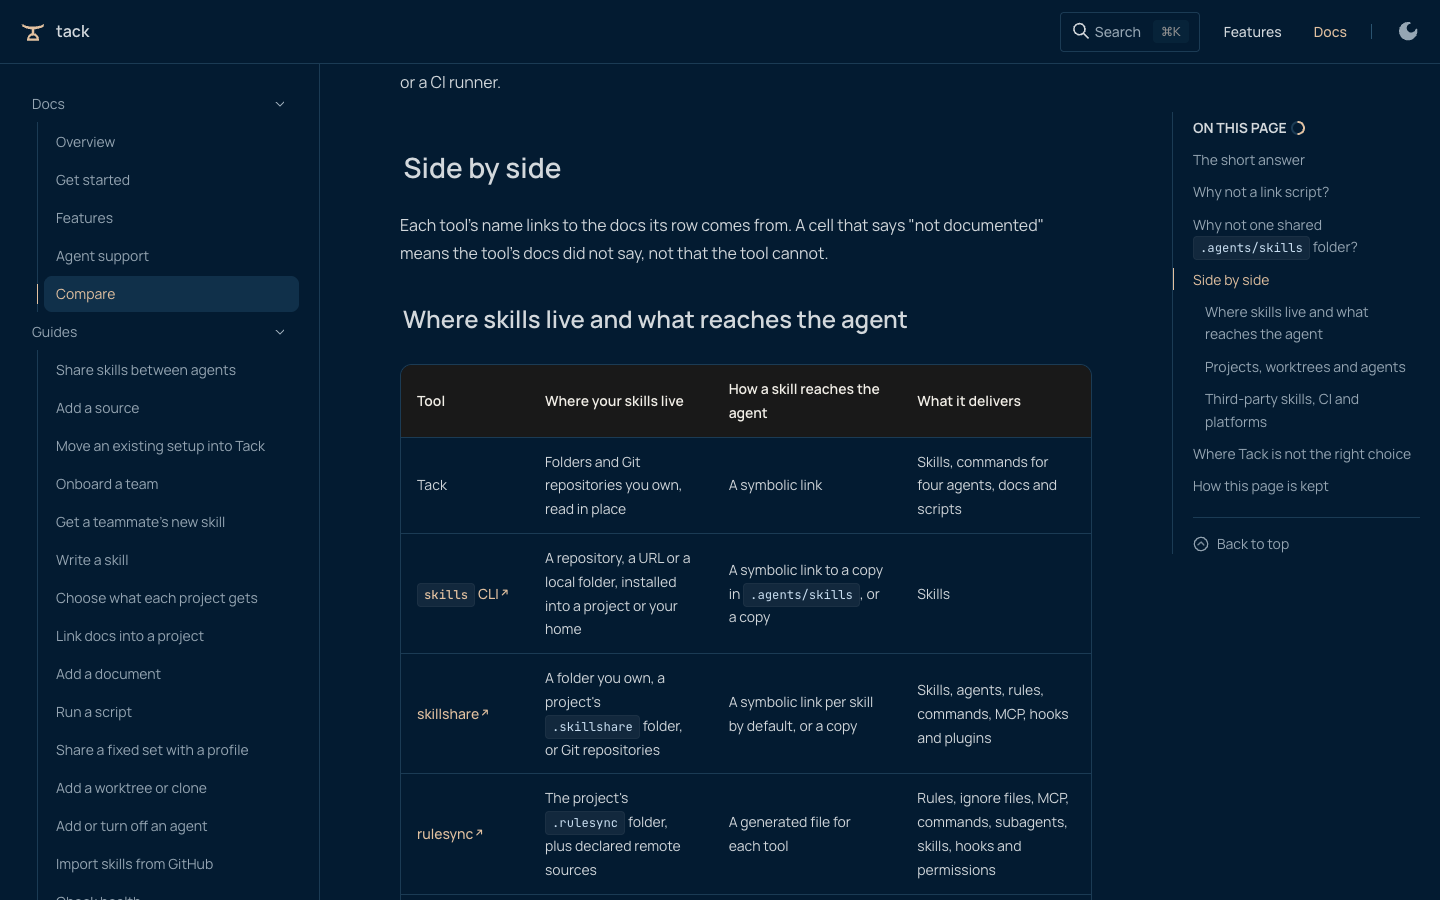 tack
Search ⌘K
Features
Docs
Docs
Overview
Get started
Features
Agent support
Compare
Guides
Share skills between agents
Add a source
Move an existing setup into Tack
Onboard a team
Get a teammate's new skill
Write a skill
Choose what each project gets
Link docs into a project
Add a document
Run a script
Share a fixed set with a profile
Add a worktree or clone
Add or turn off an agent
Import skills from GitHub
or a CI runner.
Side by side
Each tool's name links to the docs its row comes from. A cell that says "not documented"
means the tool's docs did not say, not that the tool cannot.
Where skills live and what reaches the agent
Tool
Where your skills live
How a skill reaches the
agent
What it delivers
Tack
Folders and Git
repositories you own,
read in place
A symbolic link
Skills, commands for
four agents, docs and
scripts
skills CLI↗
A repository, a URL or a
local folder, installed
into a project or your
home
A symbolic link to a copy
in .agents/skills, or
a copy
Skills
skillshare↗
A folder you own, a
project's
.skillshare folder,
or Git repositories
A symbolic link per skill
by default, or a copy
Skills, agents, rules,
commands, MCP, hooks
and plugins
rulesync↗
The project's
.rulesync folder,
plus declared remote
sources
A generated file for
each tool
Rules, ignore files, MCP,
commands, subagents,
skills, hooks and
permissions
ON THIS PAGE
The short answer
Why not a link script?
Why not one shared
.agents/skills folder?
Side by side
Where skills live and what
reaches the agent
Projects, worktrees and agents
Third-party skills, CI and
platforms
Where Tack is not the right choice
How this page is kept
Back to top